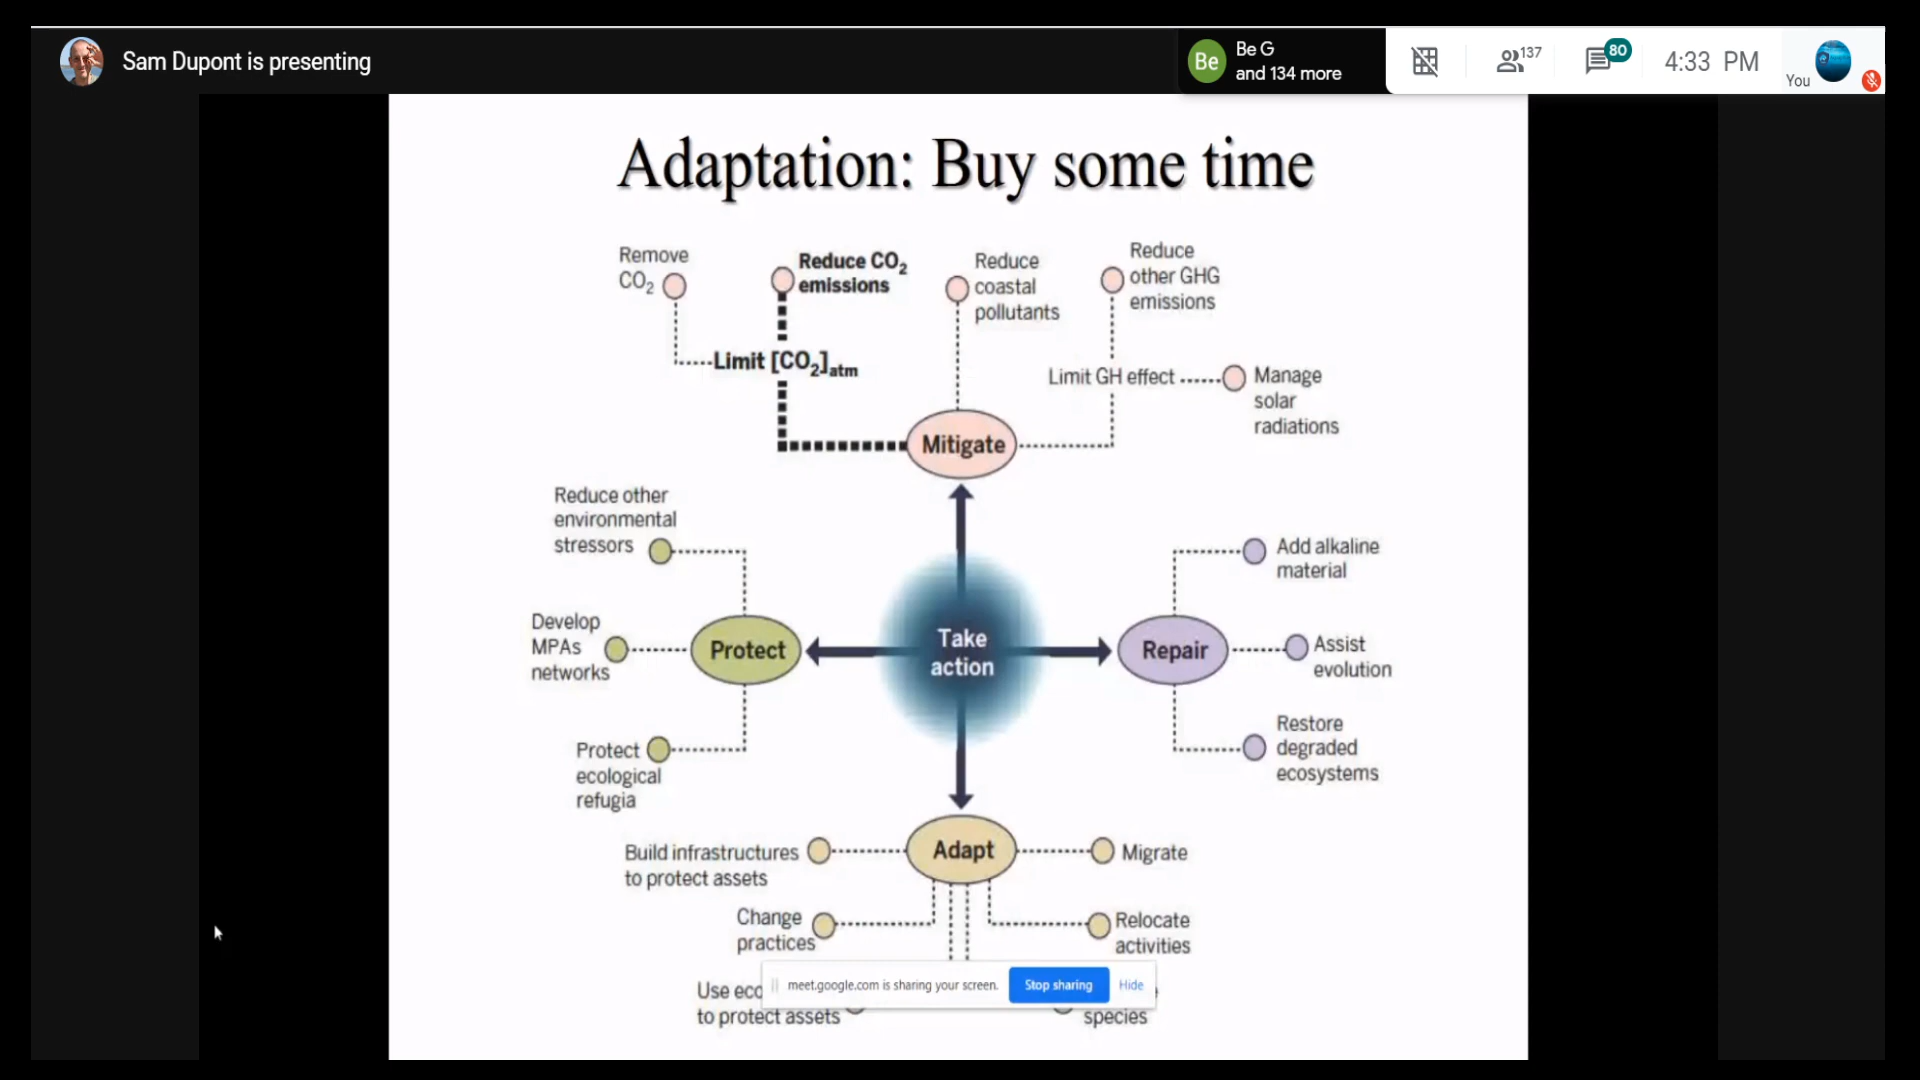 Sam Dupont is presenting
Be
Be G
and 134 more
137
80
4:33 PM
You
Adaptation: Buy some time
Remove
CO2
Reduce CO2
emissions
Reduce
coastal
pollutants
Reduce
other GHG
emissions
Limit [CO2]atm
Limit GH effect
Manage
solar
radiations
Mitigate
Reduce other
environmental
stressors
Add alkaline
material
Develop
MPAs
networks
Protect
Take
action
Repair
Assist
evolution
Protect
ecological
refugia
Restore
degraded
ecosystems
Build infrastructures
to protect assets
Adapt
Migrate
Change
practices
Relocate
activities
Use
to protect assets
meet.google.com is sharing your screen.
Stop sharing
Hide
species